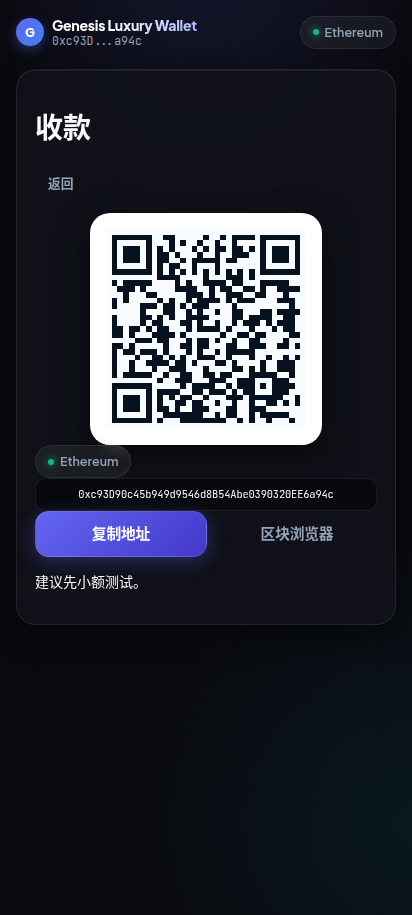 G
Genesis Luxury Wallet
0xc93D...a94c
Ethereum
收款
返回
Ethereum
0xc93D90c45b949d9546d8B54Abe0390320EE6a94c
复制地址
区块浏览器
建议先小额测试。